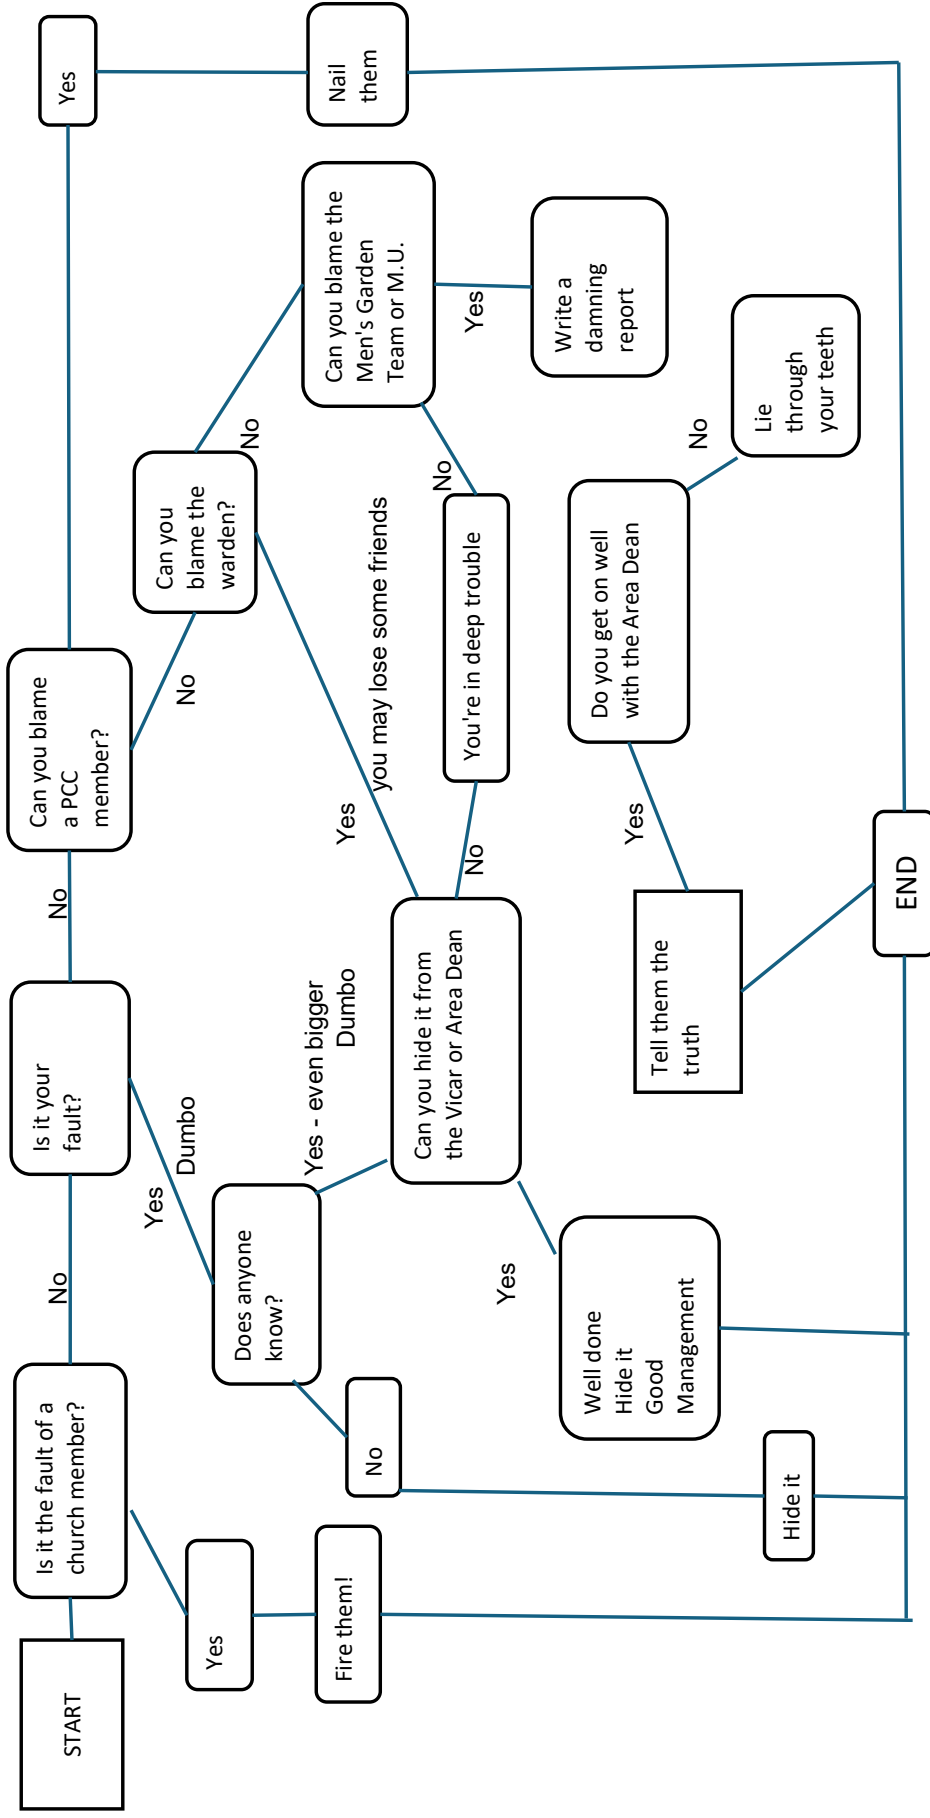 START
Is it the fault of a
church member?
No
Is it your
fault?
No
Can you blame
a PCC
member?
Yes
Yes
Fire them!
Yes
Dumbo
Does anyone
know?
No
Hide it
Yes - even bigger
Dumbo
No
Can you
blame the
warden?
No
Yes
you may lose some friends
Can you blame the
Men's Garden
Team or M.U.
Nail
them
Yes
Write a
damning
report
No
You're in deep trouble
No
Can you hide it from
the Vicar or Area Dean
Yes
Well done
Hide it
Good
Management
Do you get on well
with the Area Dean
Yes
Tell them the
truth
No
Lie
through
your teeth
END